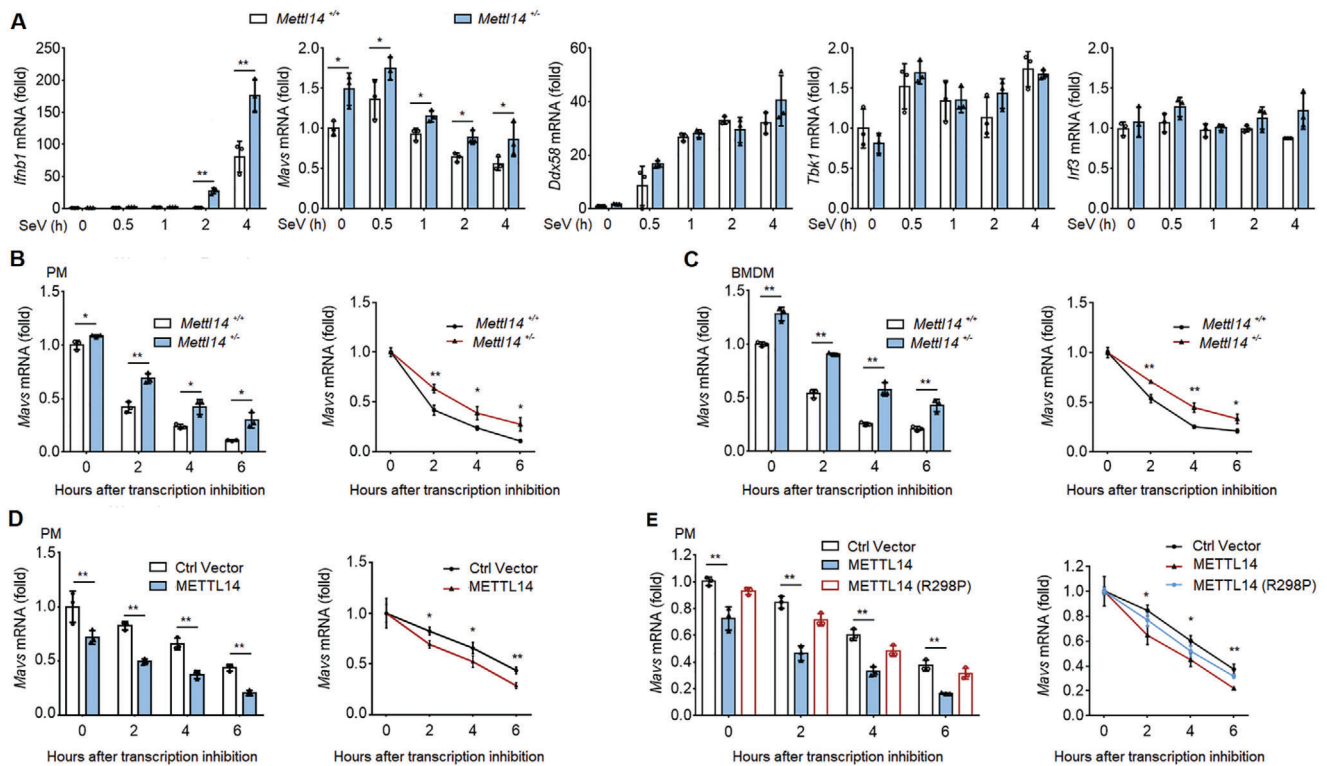 A
Mettl14 +/+
Mettl14 +/-
Ifnb1 mRNA (folld)
250
200
150
100
50
0
**
**
SeV (h)
0
0.5
1
2
4
Mavs mRNA (folld)
2.0
1.5
1.0
0.5
0.0
*
*
*
*
*
SeV (h)
0
0.5
1
2
4
Ddx58 mRNA (folld)
60
40
20
0
SeV (h)
0
0.5
1
2
4
Tbk1 mRNA (folld)
2.0
1.5
1.0
0.5
0.0
SeV (h)
0
0.5
1
2
4
Irf3 mRNA (folld)
2.0
1.5
1.0
0.5
0.0
SeV (h)
0
0.5
1
2
4
B
PM
Mavs mRNA (folld)
1.5
1.0
0.5
0.0
*
**
*
*
Mettl14 +/+
Mettl14 +/-
0
2
4
6
Hours after transcription inhibition
Mavs mRNA (folld)
1.5
1.0
0.5
0.0
**
*
*
Mettl14 +/+
Mettl14 +/-
0
2
4
6
Hours after transcription inhibition
C
BMDM
Mavs mRNA (folld)
1.5
1.0
0.5
0.0
**
**
**
**
Mettl14 +/+
Mettl14 +/-
0
2
4
6
Hours after transcription inhibition
Mavs mRNA (folld)
1.5
1.0
0.5
0.0
**
**
*
Mettl14 +/+
Mettl14 +/-
0
2
4
6
Hours after transcription inhibition
D
PM
Mavs mRNA (folld)
1.5
1.0
0.5
0.0
**
**
**
**
Ctrl Vector
METTL14
0
2
4
6
Hours after transcription inhibition
Mavs mRNA (folld)
1.5
1.0
0.5
0.0
*
*
**
Ctrl Vector
METTL14
0
2
4
6
Hours after transcription inhibition
E
PM
Mavs mRNA (folld)
1.2
1.0
0.8
0.6
0.4
0.2
0.0
**
**
**
**
Ctrl Vector
METTL14
METTL14 (R298P)
0
2
4
6
Hours after transcription inhibition
Mavs mRNA (folld)
1.2
1.0
0.8
0.6
0.4
0.2
0.0
*
*
**
Ctrl Vector
METTL14
METTL14 (R298P)
0
2
4
6
Hours after transcription inhibition